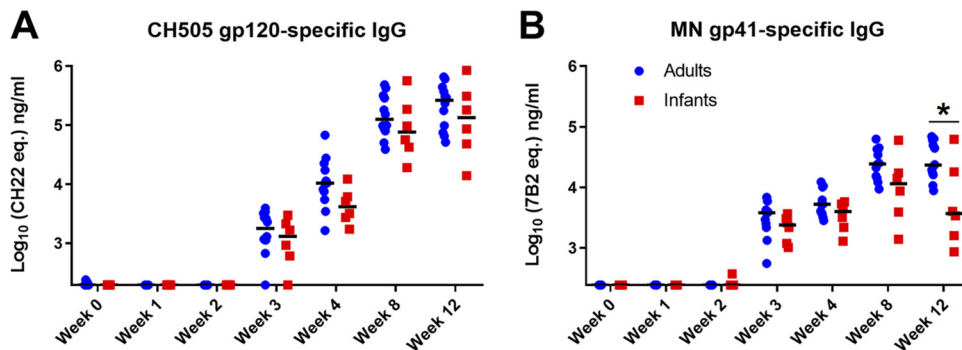 A
CH505 gp120-specific IgG
Log10 (CH22 eq.) ng/ml
5
4
3
Week 0
Week 1
Week 2
Week 3
Week 4
Week 8
Week 12
B
MN gp41-specific IgG
Adults
Infants
*
Log10 (7B2 eq.) ng/ml
6
5
4
3
Week 0
Week 1
Week 2
Week 3
Week 4
Week 8
Week 12